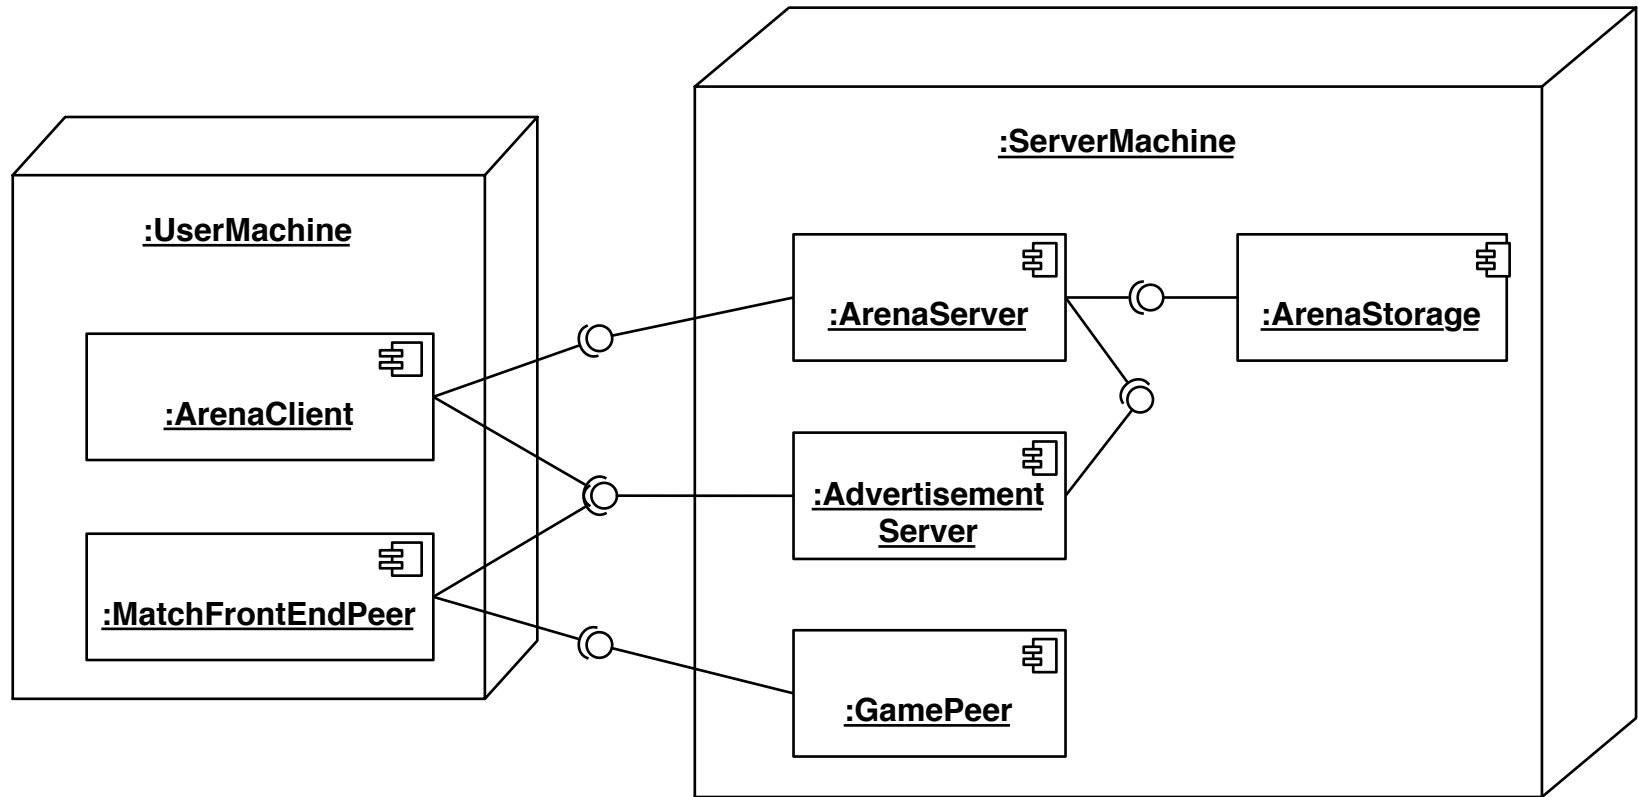 :UserMachine
:ArenaClient
:MatchFrontEndPeer
:ServerMachine
:ArenaServer
:ArenaStorage
:Advertisement
Server
:GamePeer